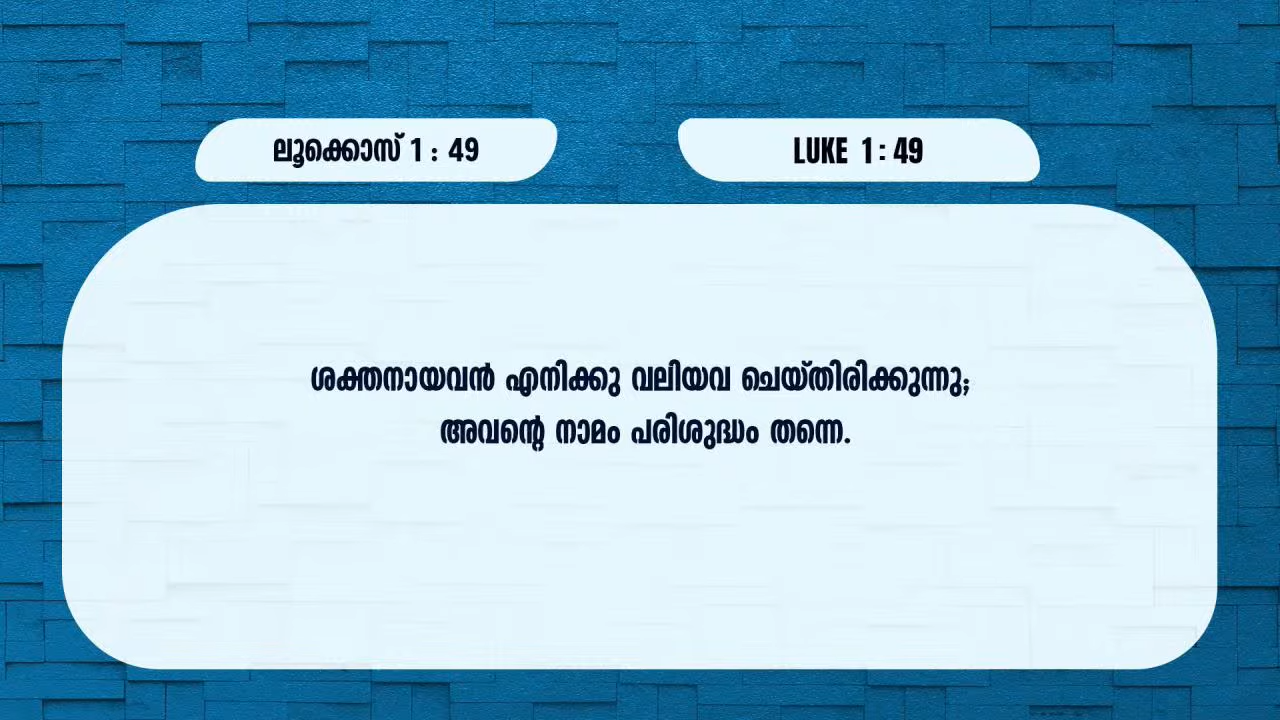 ലൂക്കൊസ് 1 : 49
LUKE 1 : 49
ശക്തനായവൻ എനിക്കു വലിയവ ചെയ്തിരിക്കുന്നു;
അവന്റെ നാമം പരിശുദ്ധം തന്നെ.